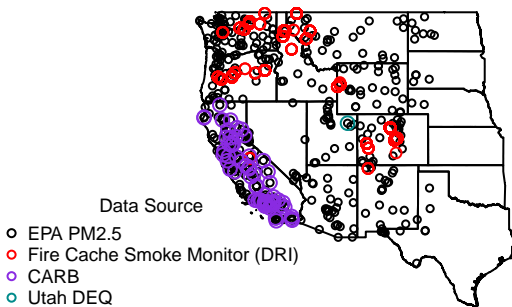 Data Source
EPA PM2.5
Fire Cache Smoke Monitor (DRI)
CARB
Utah DEQ